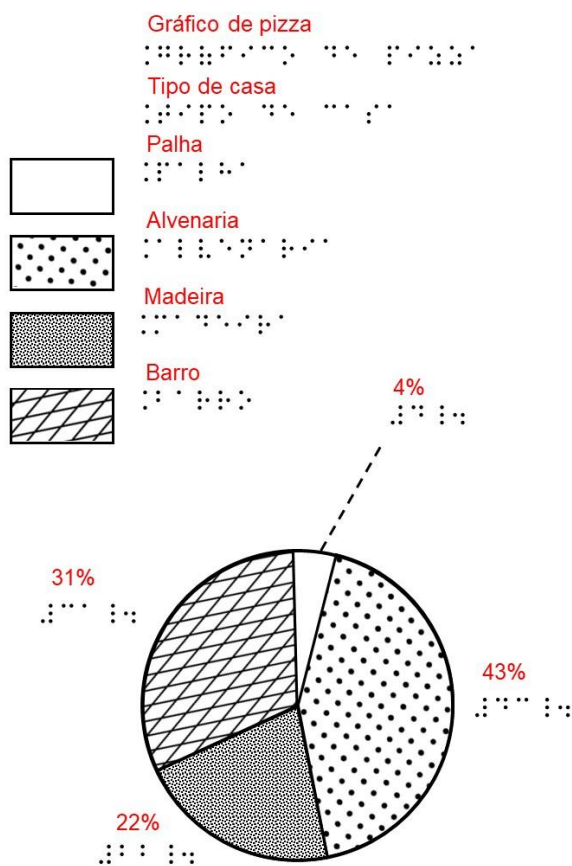 Gráfico de pizza
⠨⠛⠗⠷⠋⠊⠉⠕ ⠙⠑ ⠏⠊⠵⠵⠁
Tipo de casa
⠨⠞⠊⠏⠕ ⠙⠑ ⠉⠁⠎⠁
Palha
⠨⠏⠁⠇⠓⠁
Alvenaria
⠨⠁⠇⠧⠑⠝⠁⠗⠊⠁
Madeira
⠨⠍⠁⠙⠑⠊⠗⠁
Barro
⠨⠃⠁⠗⠗⠕
4%
⠼⠙ ⠸⠴
31%
⠼⠉⠁ ⠸⠴
43%
⠼⠙⠉ ⠸⠴
22%
⠼⠃⠃ ⠸⠴